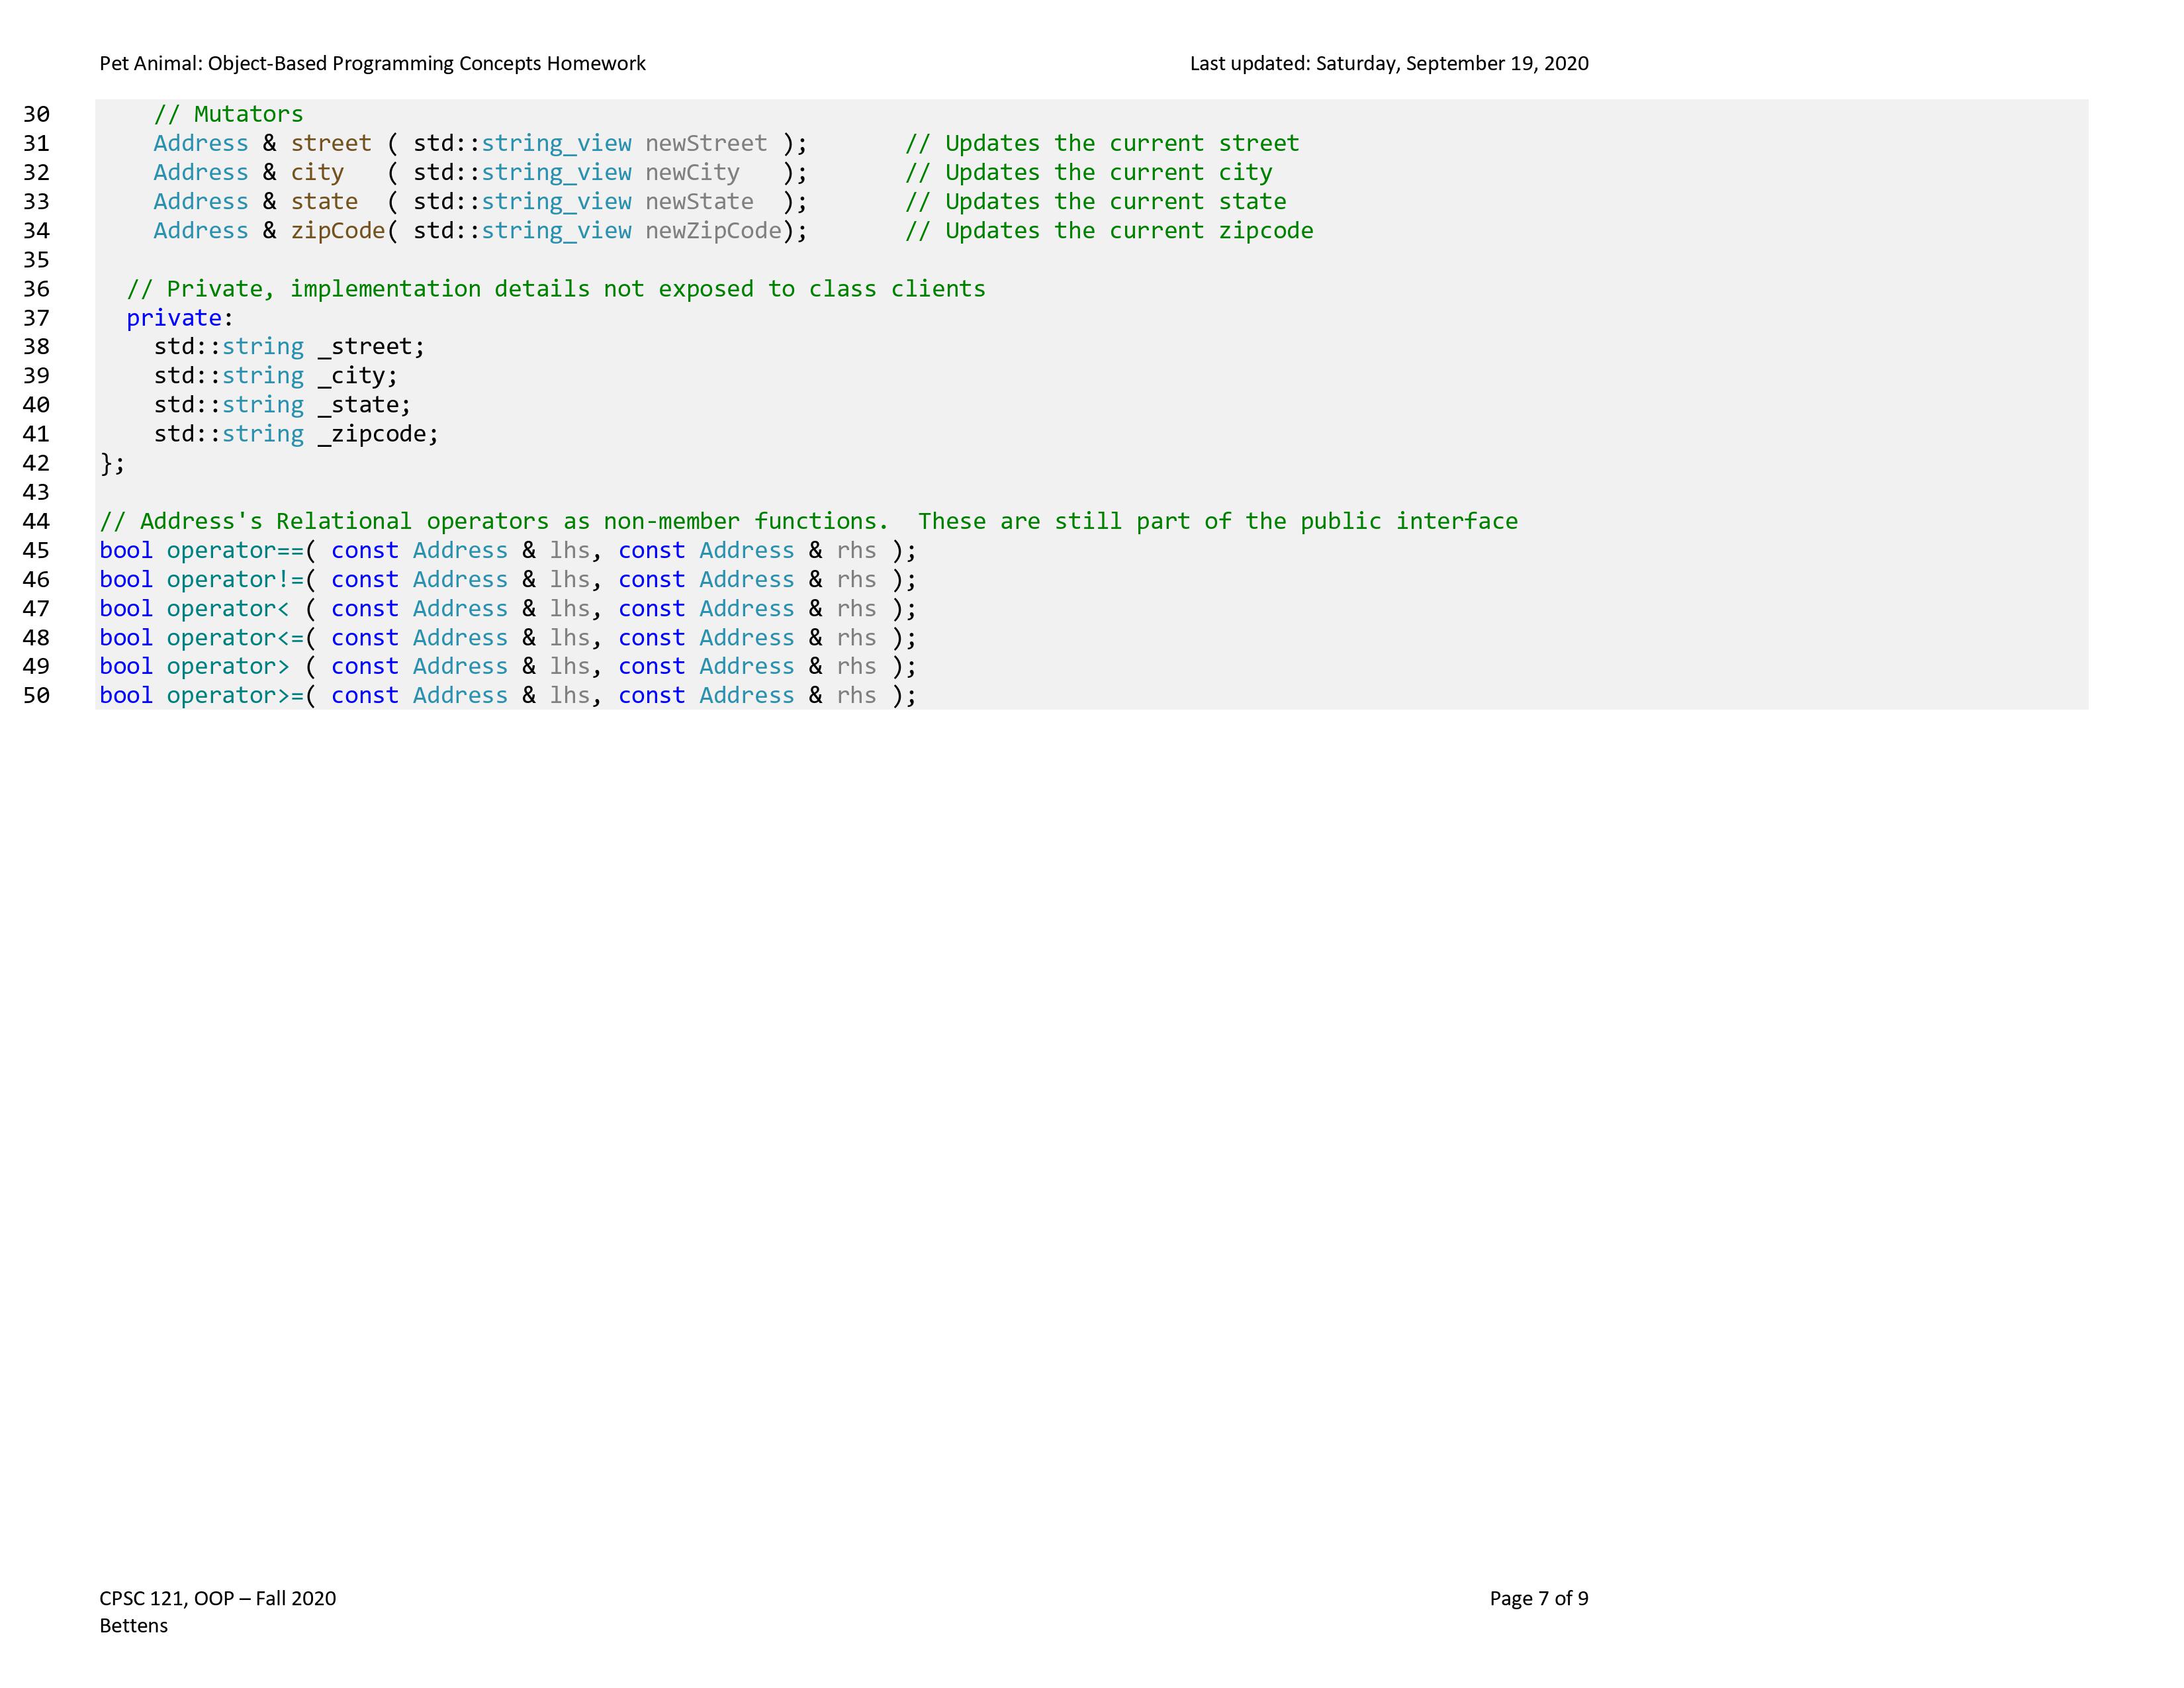 Pet Animal: Object-Based Programming Concepts Homework Last updated: Saturday, September 19, 2020
30     // Mutators
31     Address & street ( std::string_view newStreet );       // Updates the current street
32     Address & city   ( std::string_view newCity   );       // Updates the current city
33     Address & state  ( std::string_view newState  );       // Updates the current state
34     Address & zipCode( std::string_view newZipCode);       // Updates the current zipcode
35
36   // Private, implementation details not exposed to class clients
37   private:
38     std::string _street;
39     std::string _city;
40     std::string _state;
41     std::string _zipcode;
42 };
43
44 // Address's Relational operators as non-member functions.  These are still part of the public interface
45 bool operator==( const Address & lhs, const Address & rhs );
46 bool operator!=( const Address & lhs, const Address & rhs );
47 bool operator< ( const Address & lhs, const Address & rhs );
48 bool operator<=( const Address & lhs, const Address & rhs );
49 bool operator> ( const Address & lhs, const Address & rhs );
50 bool operator>=( const Address & lhs, const Address & rhs );
CPSC 121, OOP – Fall 2020 Page 7 of 9
Bettens